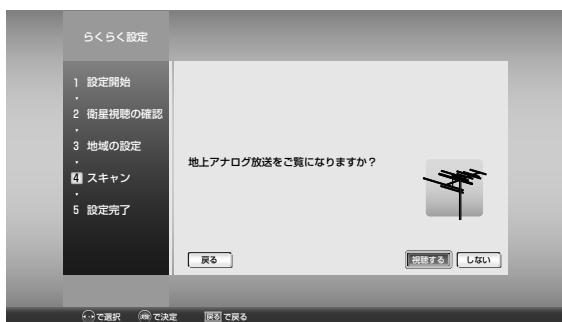 らくらく設定
1 設定開始
2 衛星視聴の確認
3 地域の設定
4 スキャン
5 設定完了
地上アナログ放送をご覧になりますか？
戻る 視聴する しない
で選択 決定 で決定 戻る で戻る